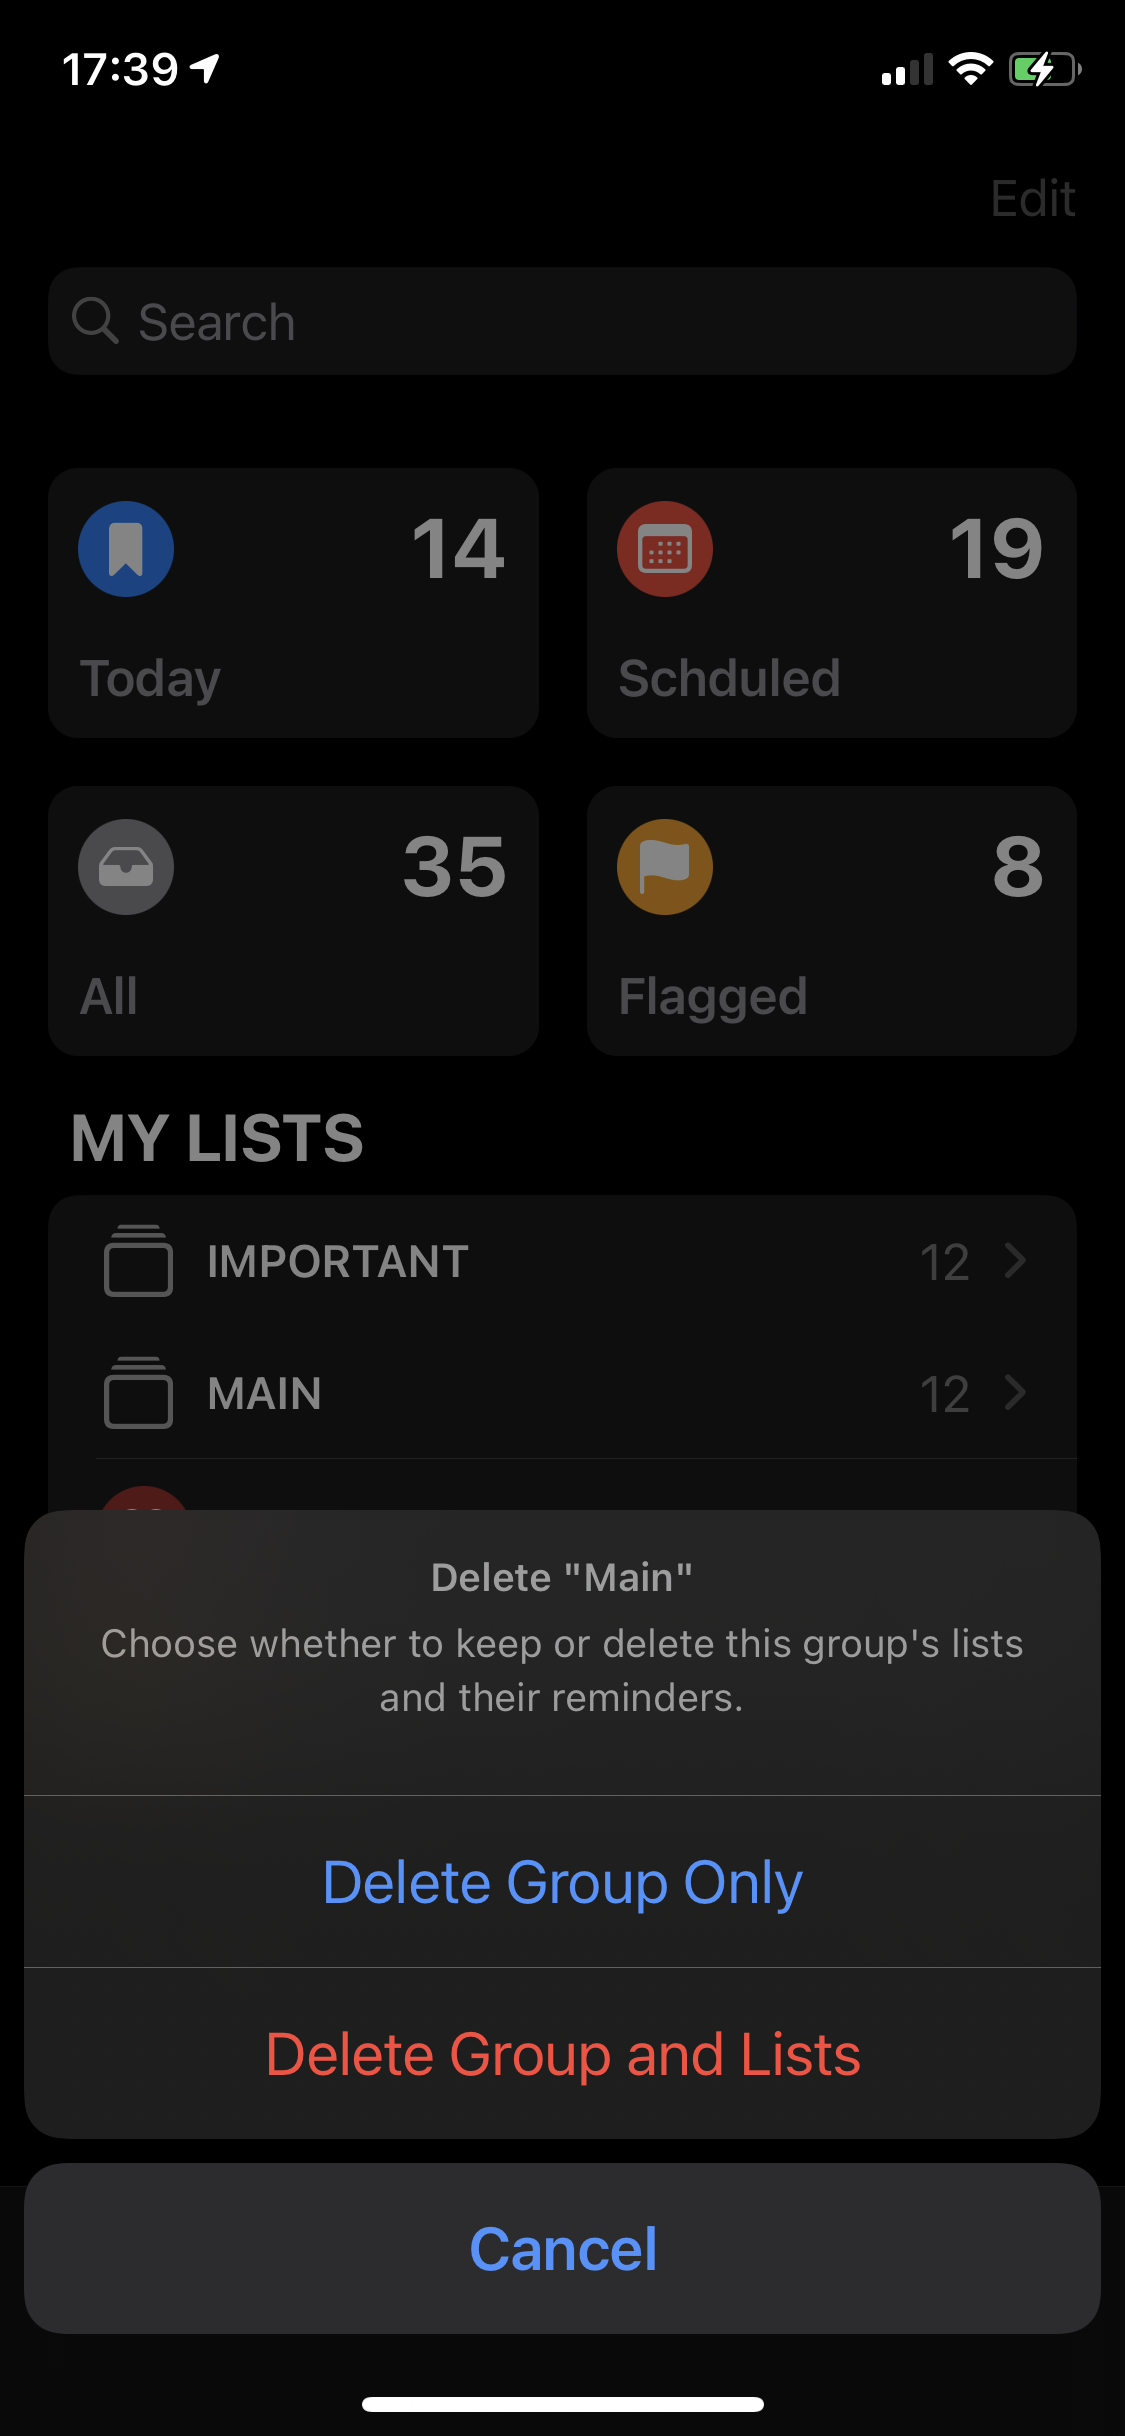 17:39
Edit
Search
14
19
Today
Schduled
35
8
All
Flagged
MY LISTS
IMPORTANT 12
MAIN 12
Delete "Main"
Choose whether to keep or delete this group's lists
and their reminders.
Delete Group Only
Delete Group and Lists
Cancel